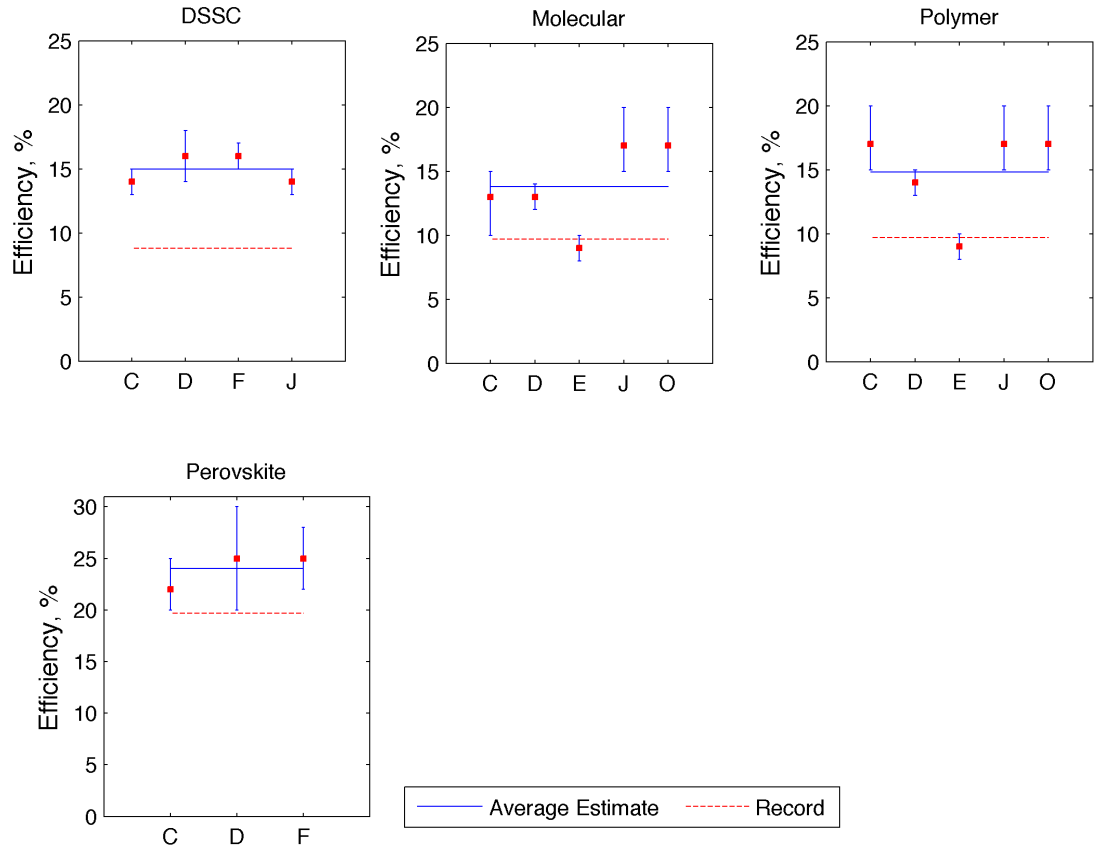 DSSC
Efficiency, %
25
20
15
10
5
0
C D F J
Molecular
Efficiency, %
25
20
15
10
5
0
C D E J O
Polymer
Efficiency, %
25
20
15
10
5
0
C D E J O
Perovskite
Efficiency, %
30
25
20
15
10
5
0
C D F
Average Estimate Record